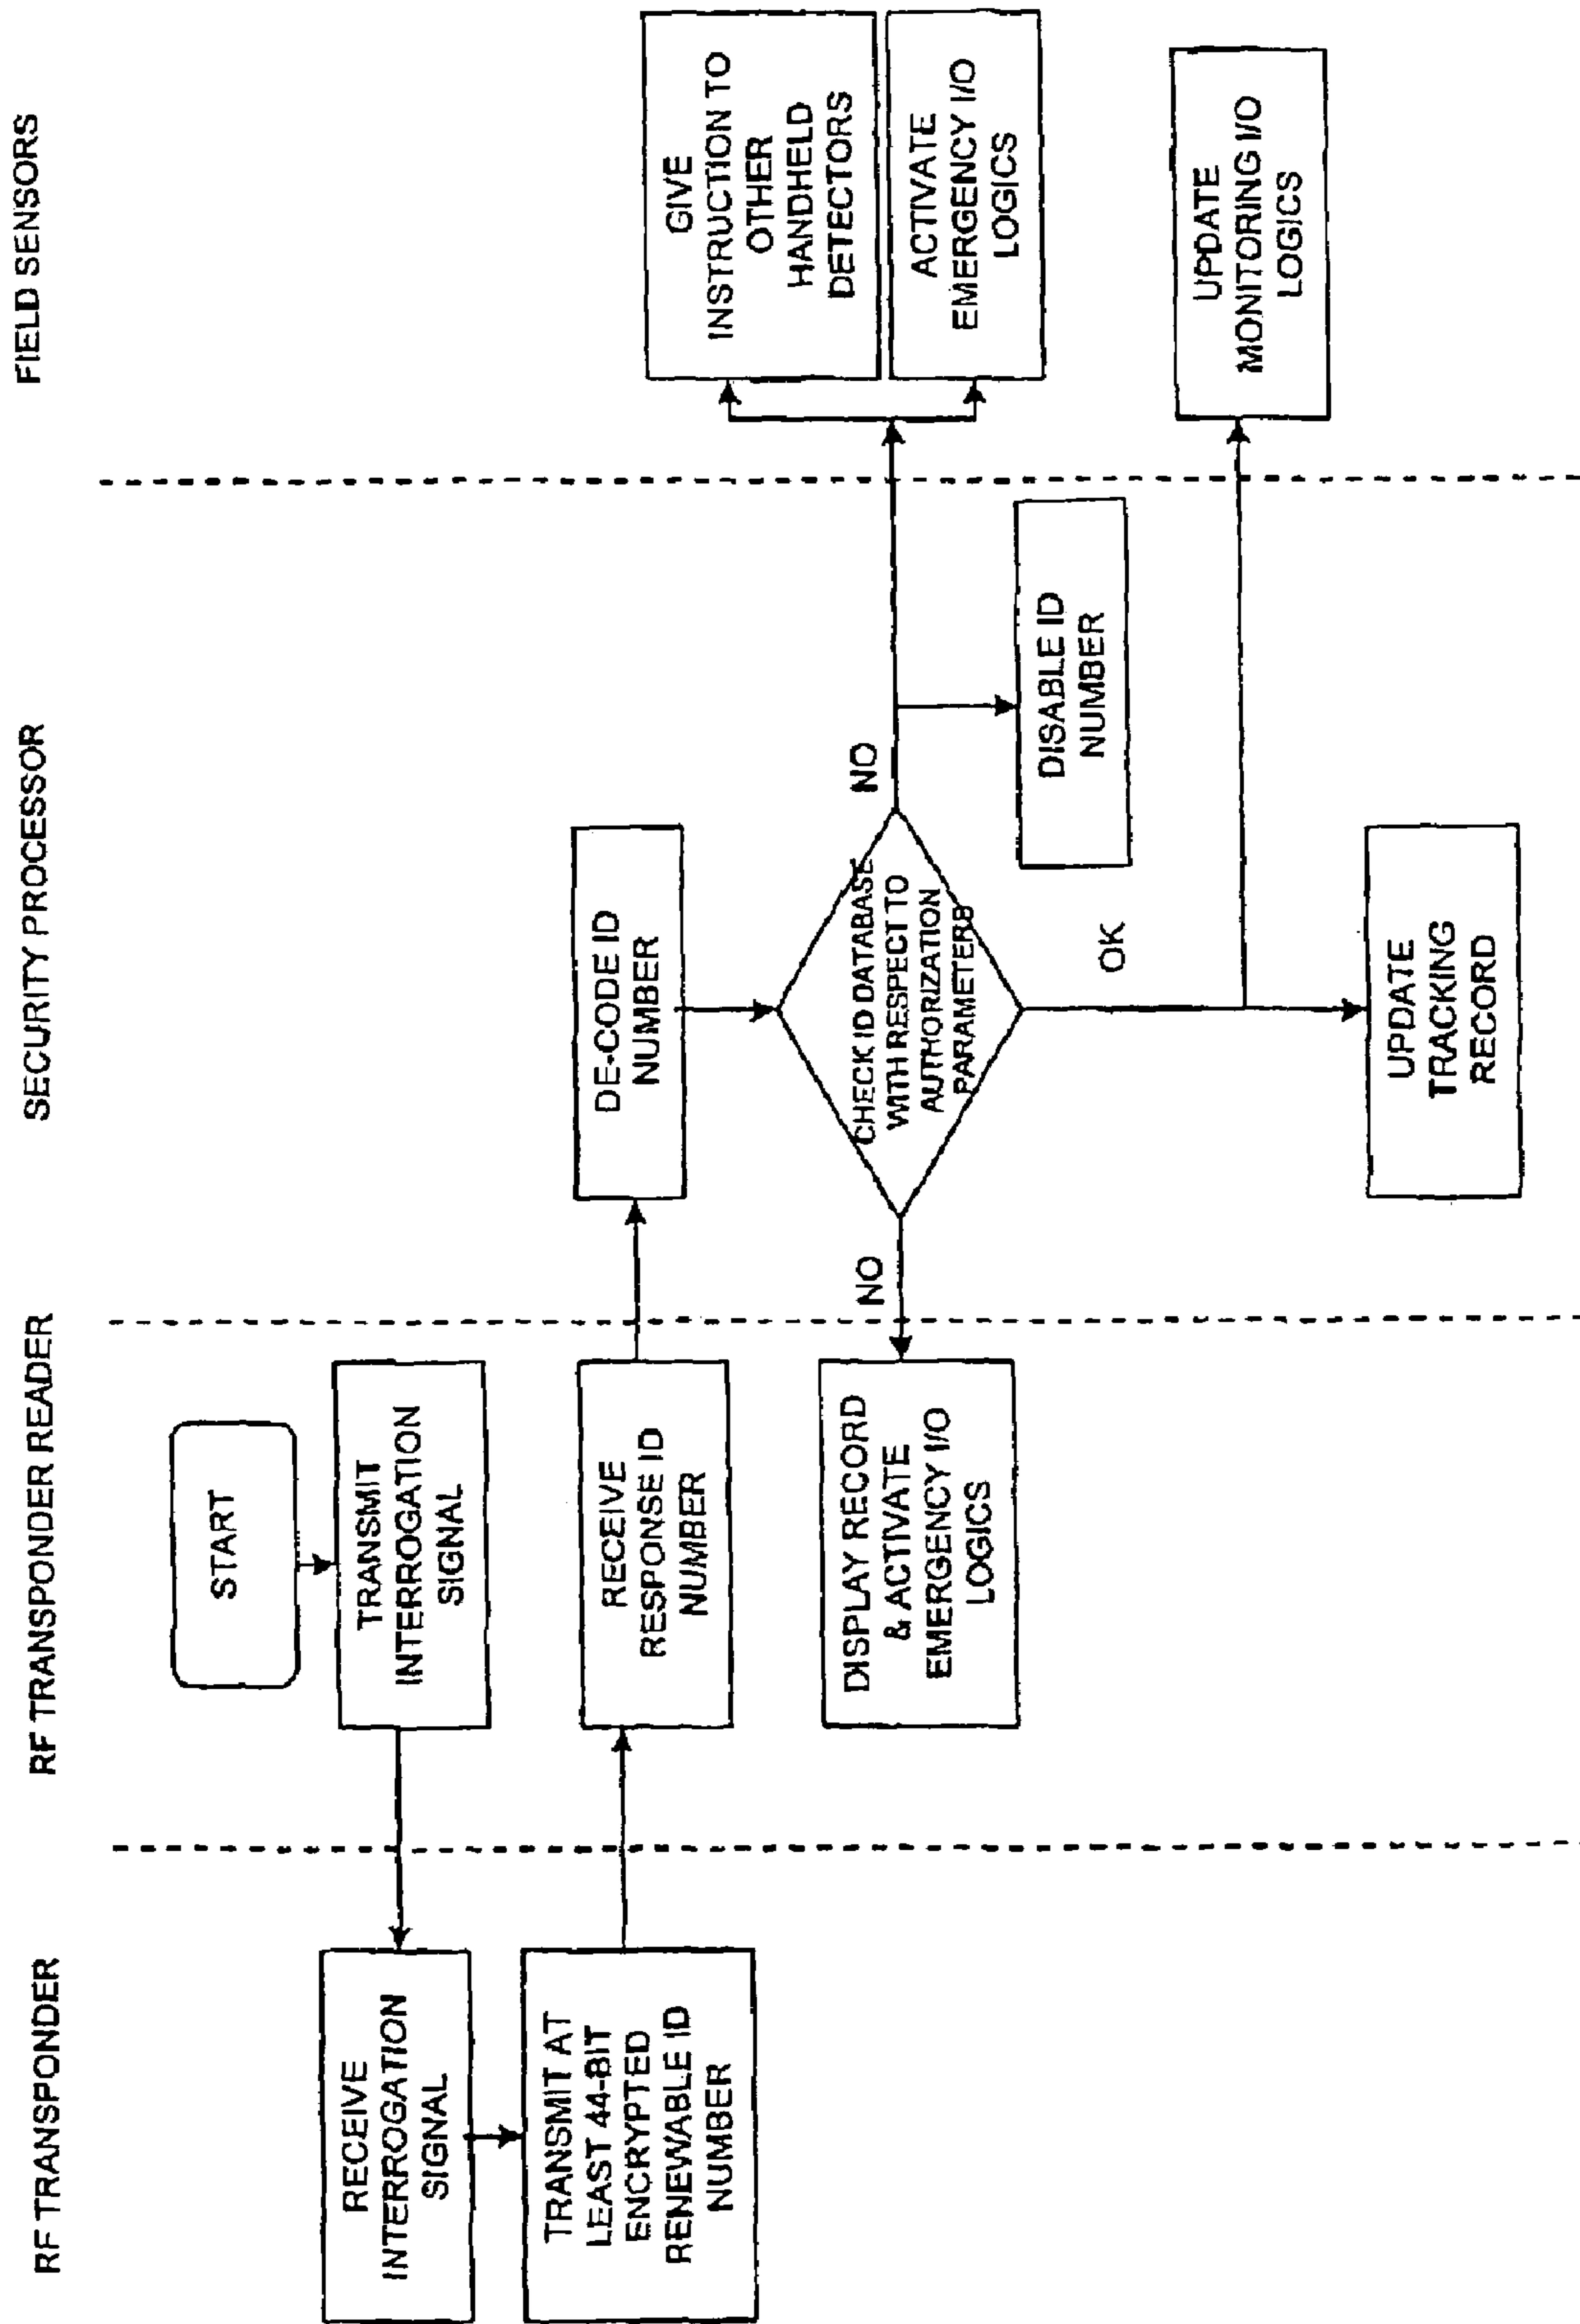 RF TRANSPONDER
RF TRANSPONDER READER
SECURITY PROCESSOR
FIELD SENSORS
START
TRANSMIT
INTERROGATION
SIGNAL
RECEIVE
INTERROGATION
SIGNAL
TRANSMIT AT
LEAST 44-BIT
ENCRYPTED
RENEWABLE ID
NUMBER
RECEIVE
RESPONSE ID
NUMBER
DE-CODE ID
NUMBER
CHECK ID DATABASE
WITH RESPECT TO
AUTHORIZATION
PARAMETERS
NO
DISPLAY RECORD
& ACTIVATE
EMERGENCY I/O
LOGICS
NO
DISABLE ID
NUMBER
GIVE
INSTRUCTION TO
OTHER
HANDHELD
DETECTORS
ACTIVATE
EMERGENCY I/O
LOGICS
OK
UPDATE
TRACKING
RECORD
UPDATE
MONITORING I/O
LOGICS